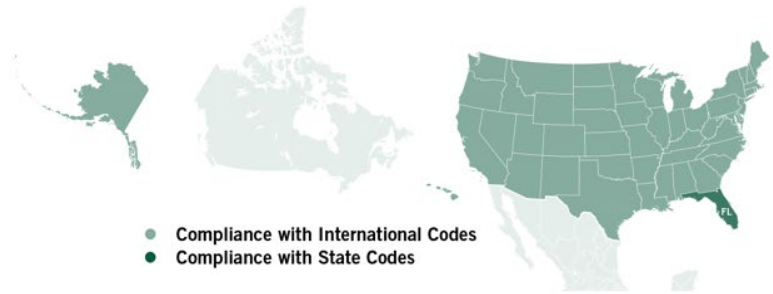 FL
Compliance with International Codes
Compliance with State Codes